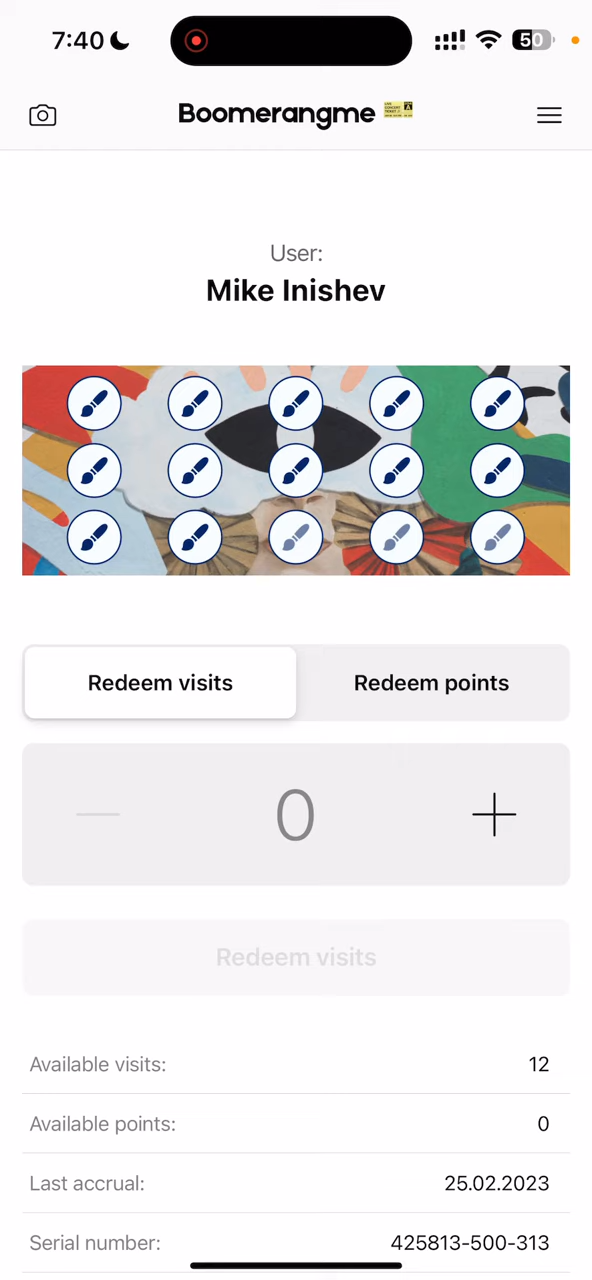 7:40
50
Boomerangme
User:
Mike Inishev
Redeem visits
Redeem points
0
Redeem visits
Available visits:
12
Available points:
0
Last accrual:
25.02.2023
Serial number:
425813-500-313